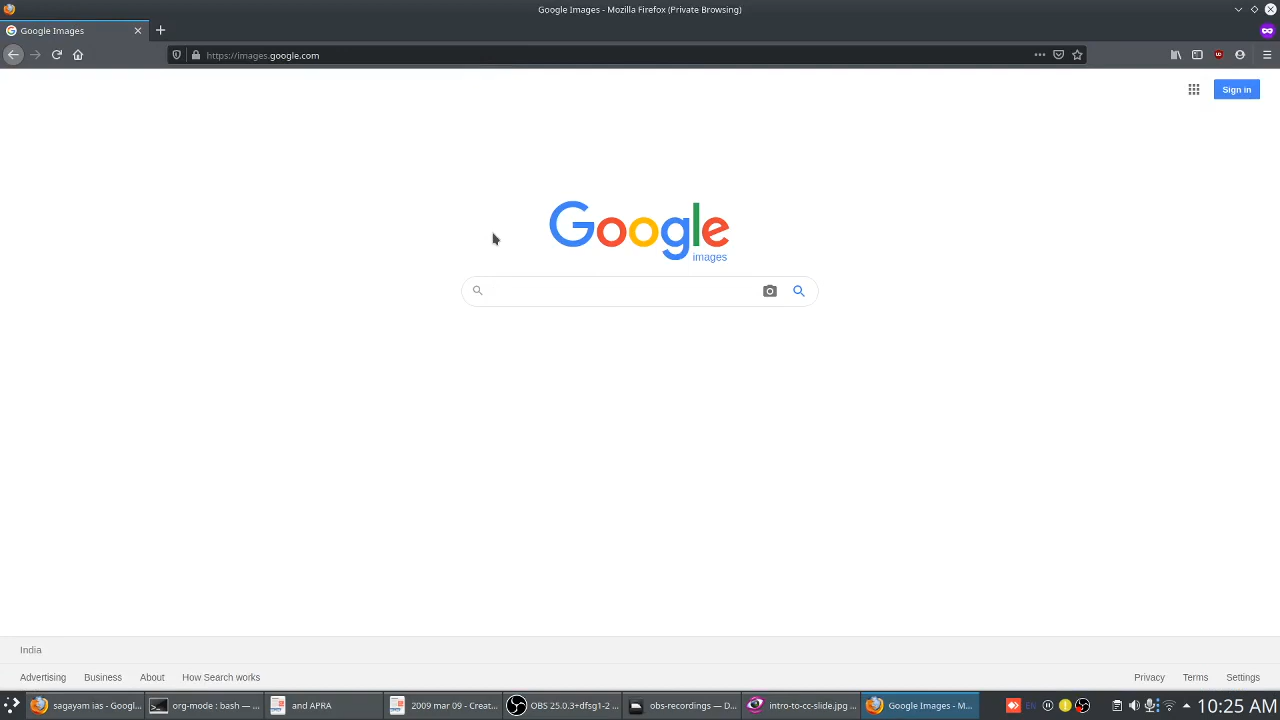 Google Images - Mozilla Firefox (Private Browsing)
Google Images
https://images.google.com
Sign in
Google
images
India
Advertising
Business
About
How Search works
Privacy
Terms
Settings
sagayam ias - Googl...
org-mode : bash — ...
and APRA
2009 mar 09 - Creat...
OBS 25.0.3+dfsg1-2 ...
obs-recordings — D...
intro-to-cc-slide.jpg ...
Google Images - M...
EN
10:25 AM